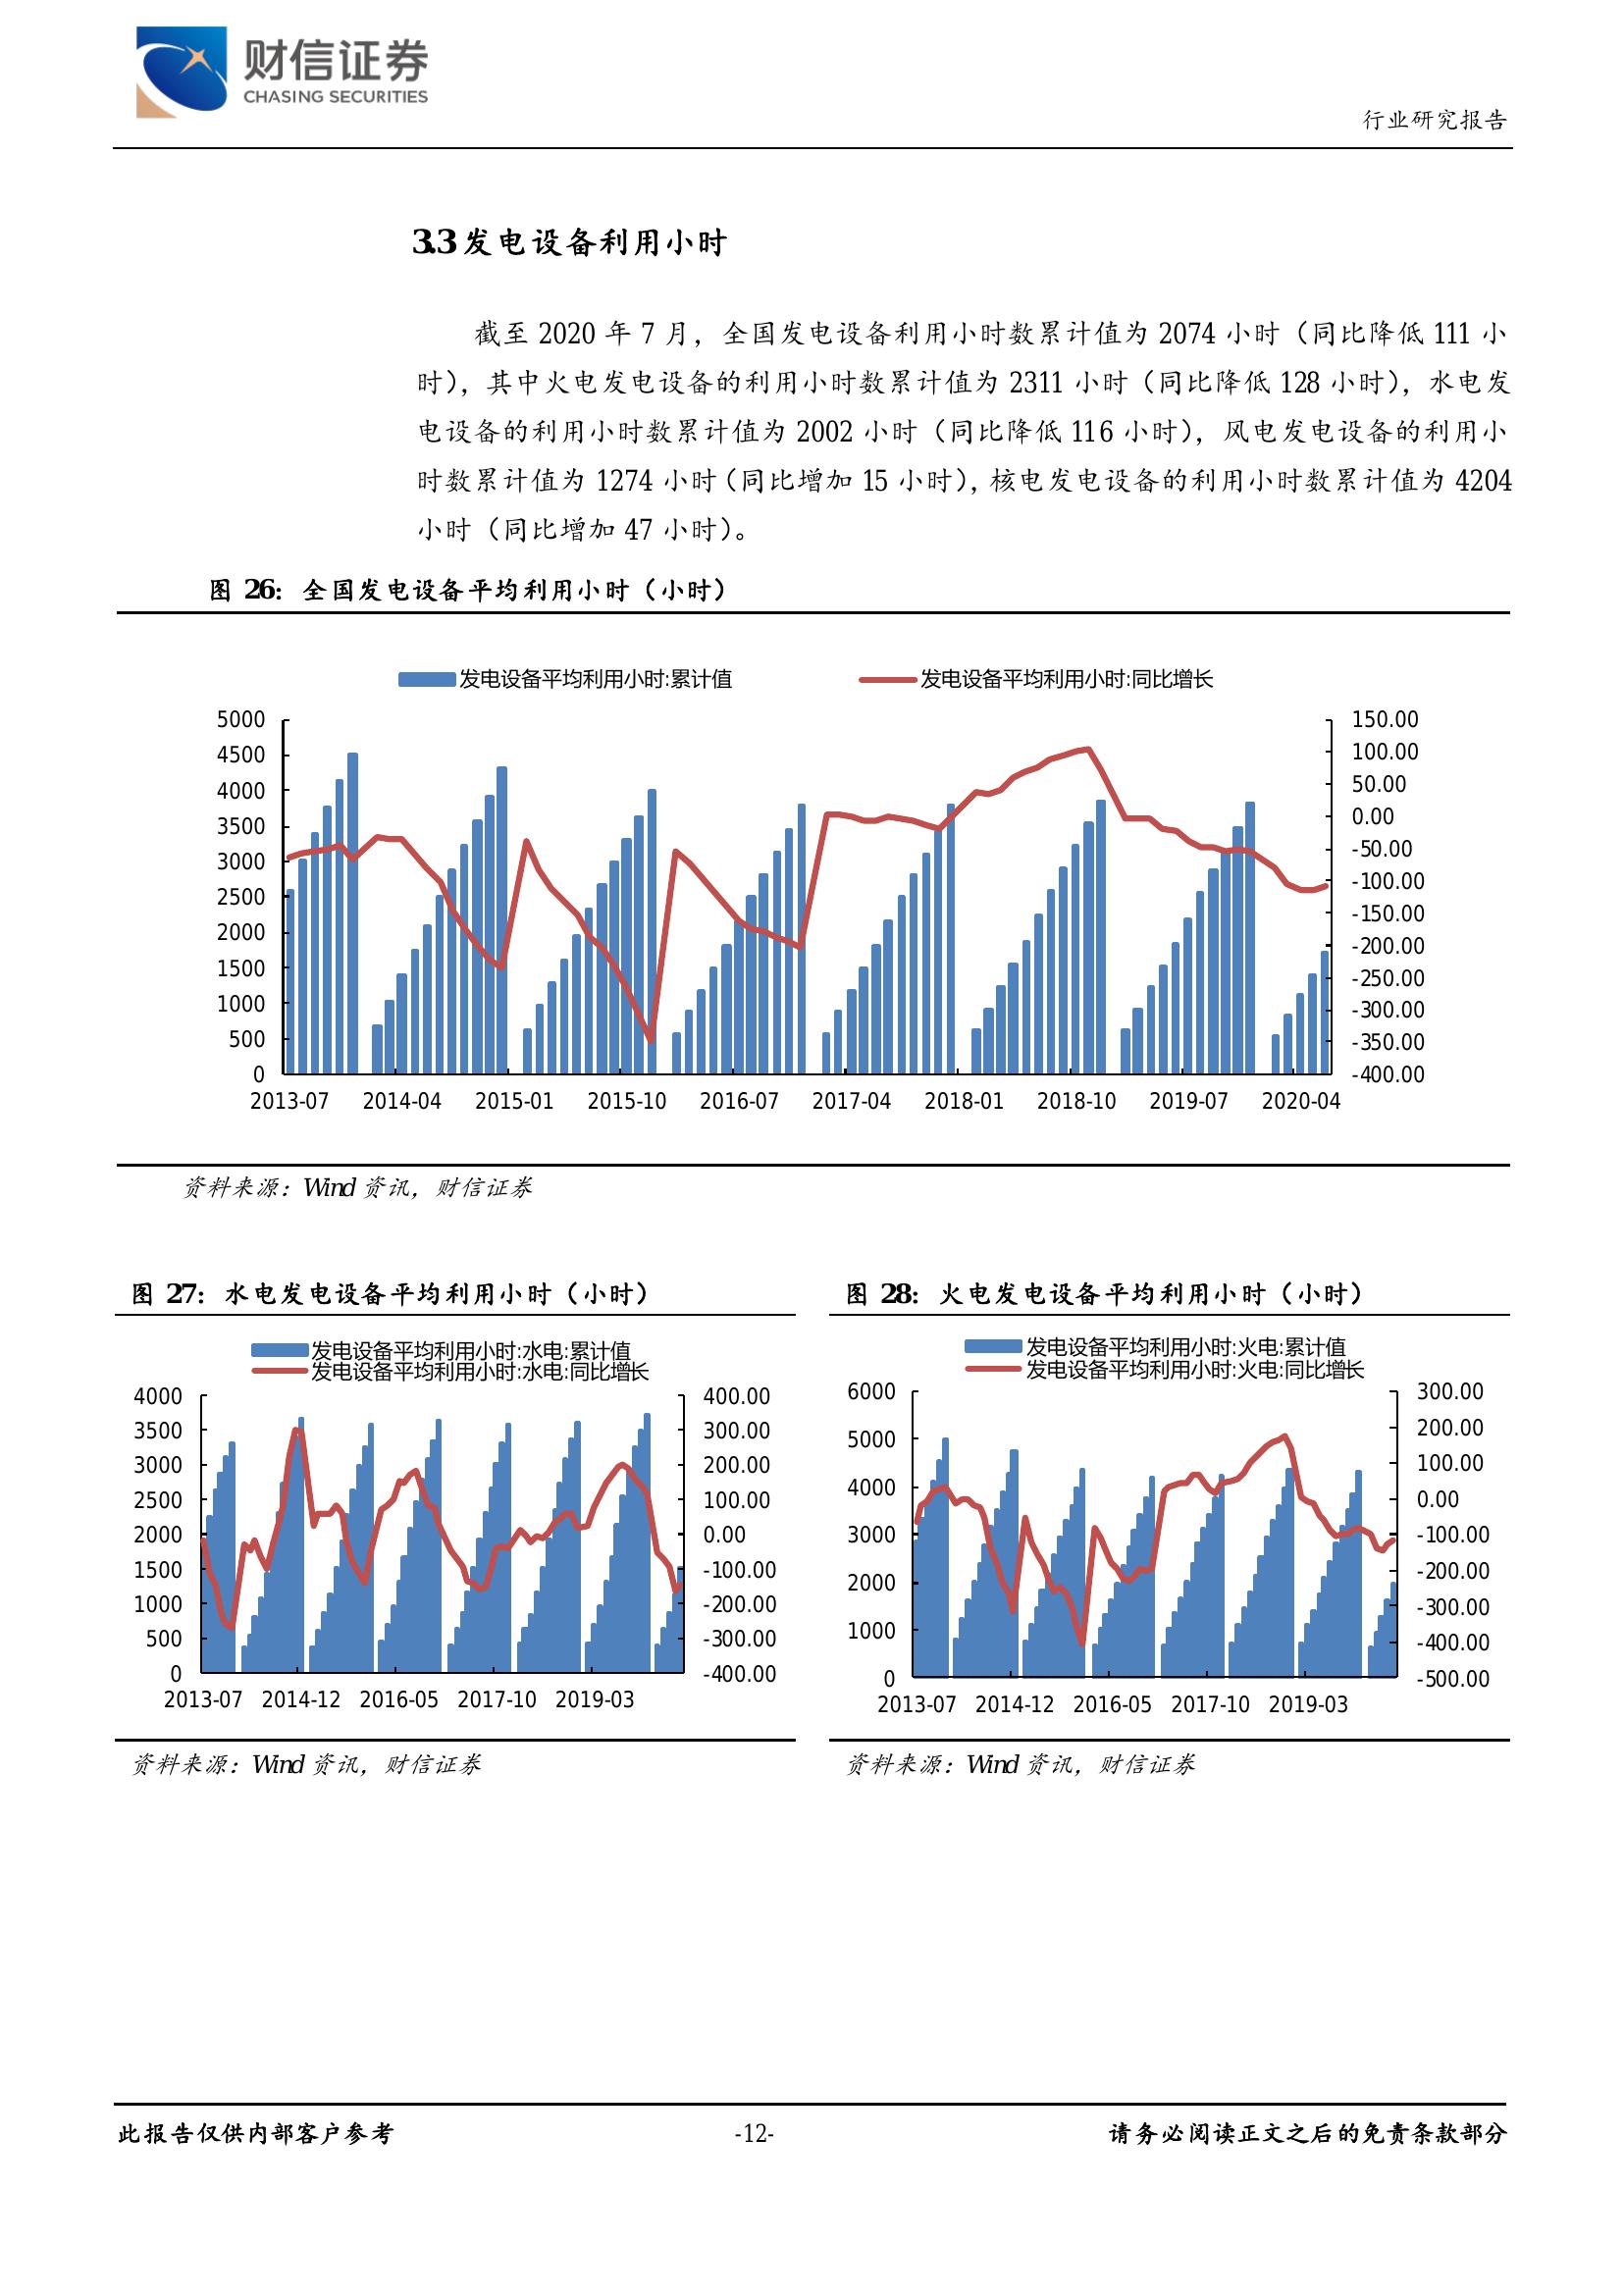 财信证券
CHASING SECURITIES
行业研究报告
3.3 发电设备利用小时
截至 2020 年 7 月，全国发电设备利用小时数累计值为 2074 小时（同比降低 111 小
时），其中火电发电设备的利用小时数累计值为 2311 小时（同比降低 128 小时），水电发
电设备的利用小时数累计值为 2002 小时（同比降低 116 小时），风电发电设备的利用小
时数累计值为 1274 小时（同比增加 15 小时），核电发电设备的利用小时数累计值为 4204
小时（同比增加 47 小时）。
图 26：全国发电设备平均利用小时（小时）
发电设备平均利用小时:累计值 发电设备平均利用小时:同比增长
5000 150.00
4500 100.00
4000 50.00
3500 0.00
3000 -50.00
2500 -100.00
2000 -150.00
1500 -200.00
1000 -250.00
500 -300.00
0 -350.00
-400.00
2013-07 2014-04 2015-01 2015-10 2016-07 2017-04 2018-01 2018-10 2019-07 2020-04
资料来源：Wind 资讯，财信证券
图 27：水电发电设备平均利用小时（小时）
发电设备平均利用小时:水电:累计值
发电设备平均利用小时:水电:同比增长
4000 400.00
3500 300.00
3000 200.00
2500 100.00
2000 0.00
1500 -100.00
1000 -200.00
500 -300.00
0 -400.00
2013-07 2014-12 2016-05 2017-10 2019-03
资料来源：Wind 资讯，财信证券
图 28：火电发电设备平均利用小时（小时）
发电设备平均利用小时:火电:累计值
发电设备平均利用小时:火电:同比增长
6000 300.00
5000 200.00
4000 100.00
3000 0.00
2000 -100.00
1000 -200.00
0 -300.00
-400.00
-500.00
2013-07 2014-12 2016-05 2017-10 2019-03
资料来源：Wind 资讯，财信证券
此报告仅供内部客户参考 -12- 请务必阅读正文之后的免责条款部分